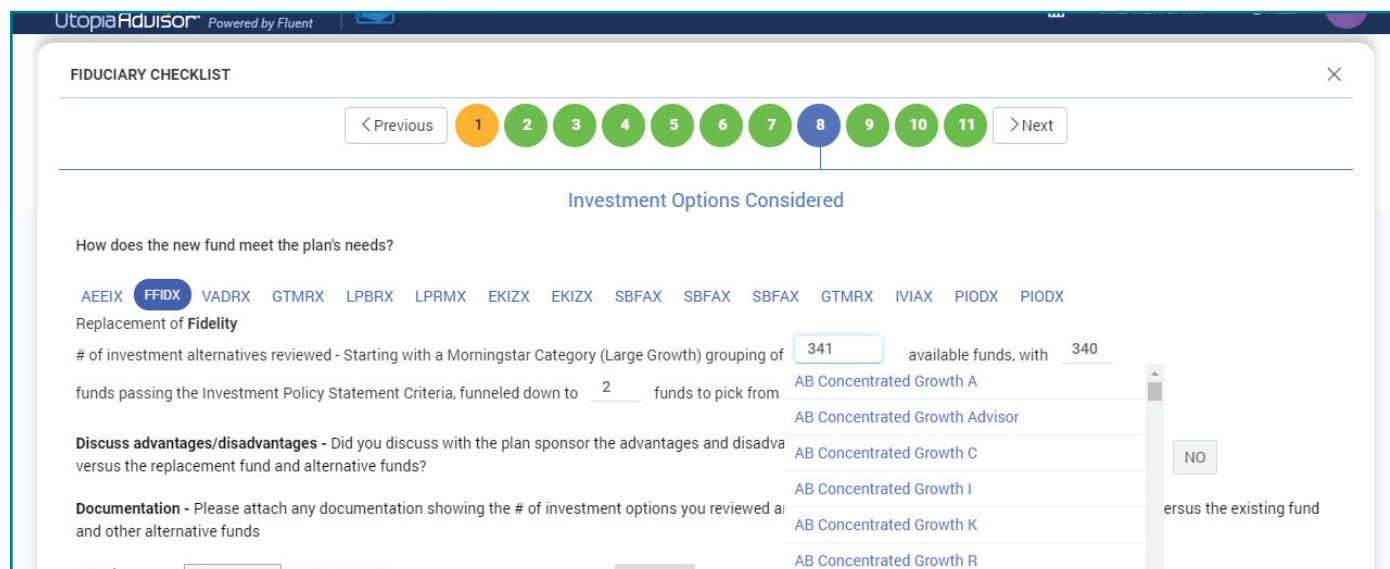 UtopiaAdvisor Powered by Fluent
FIDUCIARY CHECKLIST
Previous 1 2 3 4 5 6 7 8 9 10 11 Next
Investment Options Considered
How does the new fund meet the plan's needs?
AEEIX FFIDX VADRX GTMRX LPBRX LPRMX EKIZX EKIZX SBFAX SBFAX SBFAX GTMRX IVIAX PIODX PIODX
Replacement of Fidelity
# of investment alternatives reviewed - Starting with a Morningstar Category (Large Growth) grouping of 341 available funds, with 340
funds passing the Investment Policy Statement Criteria, funneled down to 2 funds to pick from
AB Concentrated Growth A
AB Concentrated Growth Advisor
Discuss advantages/disadvantages - Did you discuss with the plan sponsor the advantages and disadva
versus the replacement fund and alternative funds?
AB Concentrated Growth C
NO
AB Concentrated Growth I
Documentation - Please attach any documentation showing the # of investment options you reviewed a
ersus the existing fund
and other alternative funds
AB Concentrated Growth K
AB Concentrated Growth R